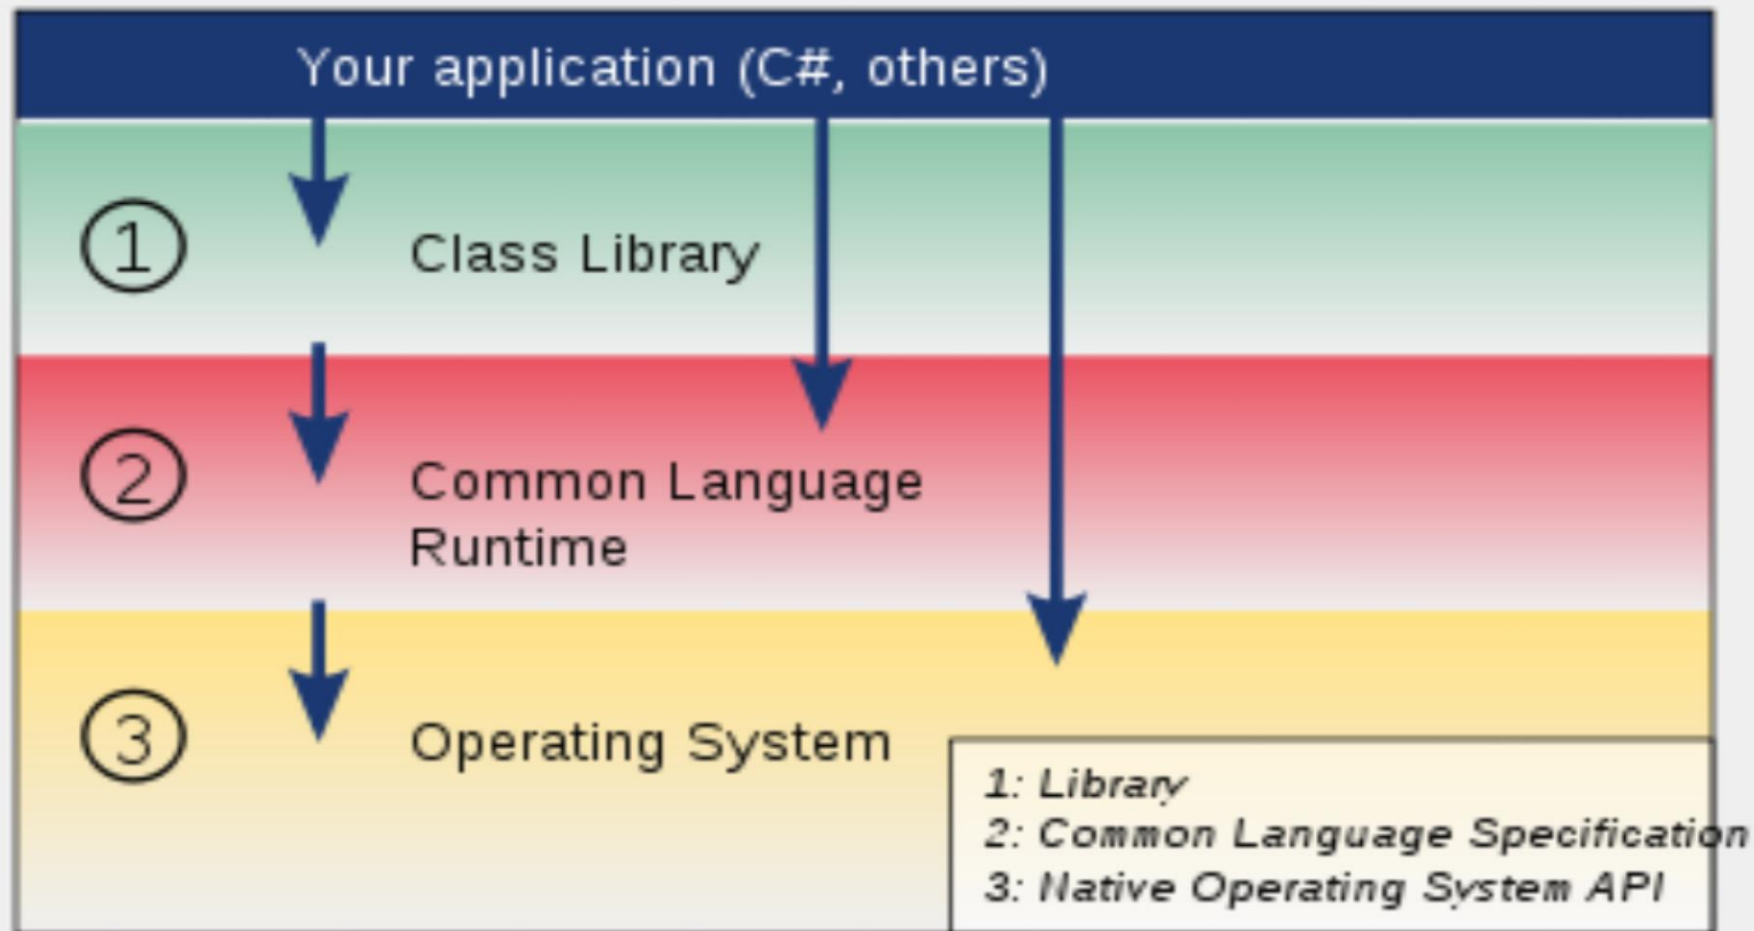 Your application (C#, others)
1
Class Library
2
Common Language
Runtime
3
Operating System
1: Library
2: Common Language Specification
3: Native Operating System API